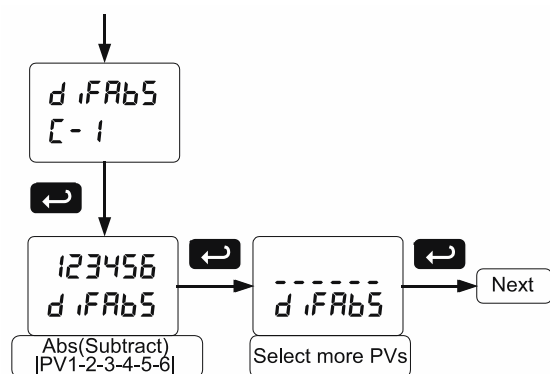 d iFAbS
C-1
123456
d iFAbS
Abs(Subtract)
|PV1-2-3-4-5-6|
------
d iFAbS
Select more PVs
Next